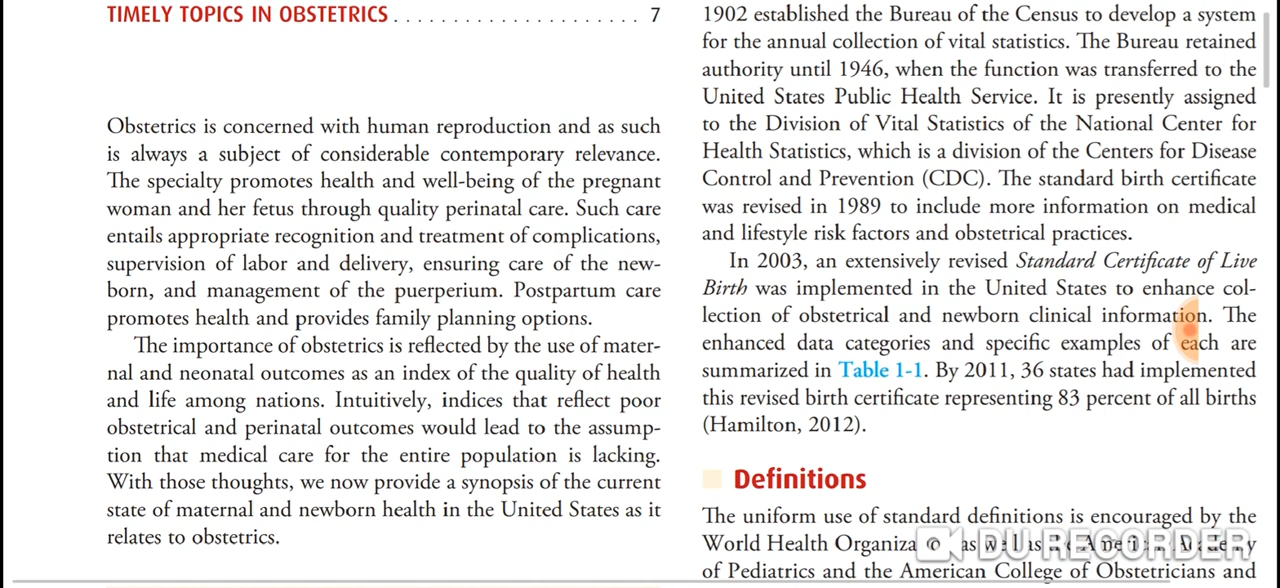 TIMELY TOPICS IN OBSTETRICS . . . . . . . . . . . . . . . . . . . . . 7
Obstetrics is concerned with human reproduction and as such
is always a subject of considerable contemporary relevance.
The specialty promotes health and well-being of the pregnant
woman and her fetus through quality perinatal care. Such care
entails appropriate recognition and treatment of complications,
supervision of labor and delivery, ensuring care of the new-
born, and management of the puerperium. Postpartum care
promotes health and provides family planning options.
The importance of obstetrics is reflected by the use of mater-
nal and neonatal outcomes as an index of the quality of health
and life among nations. Intuitively, indices that reflect poor
obstetrical and perinatal outcomes would lead to the assump-
tion that medical care for the entire population is lacking.
With those thoughts, we now provide a synopsis of the current
state of maternal and newborn health in the United States as it
relates to obstetrics.
1902 established the Bureau of the Census to develop a system
for the annual collection of vital statistics. The Bureau retained
authority until 1946, when the function was transferred to the
United States Public Health Service. It is presently assigned
to the Division of Vital Statistics of the National Center for
Health Statistics, which is a division of the Centers for Disease
Control and Prevention (CDC). The standard birth certificate
was revised in 1989 to include more information on medical
and lifestyle risk factors and obstetrical practices.
In 2003, an extensively revised Standard Certificate of Live
Birth was implemented in the United States to enhance col-
lection of obstetrical and newborn clinical information. The
enhanced data categories and specific examples of each are
summarized in Table 1-1. By 2011, 36 states had implemented
this revised birth certificate representing 83 percent of all births
(Hamilton, 2012).
Definitions
The uniform use of standard definitions is encouraged by the
World Health Organization as well as the American Academy
of Pediatrics and the American College of Obstetricians and
DU RECORDER